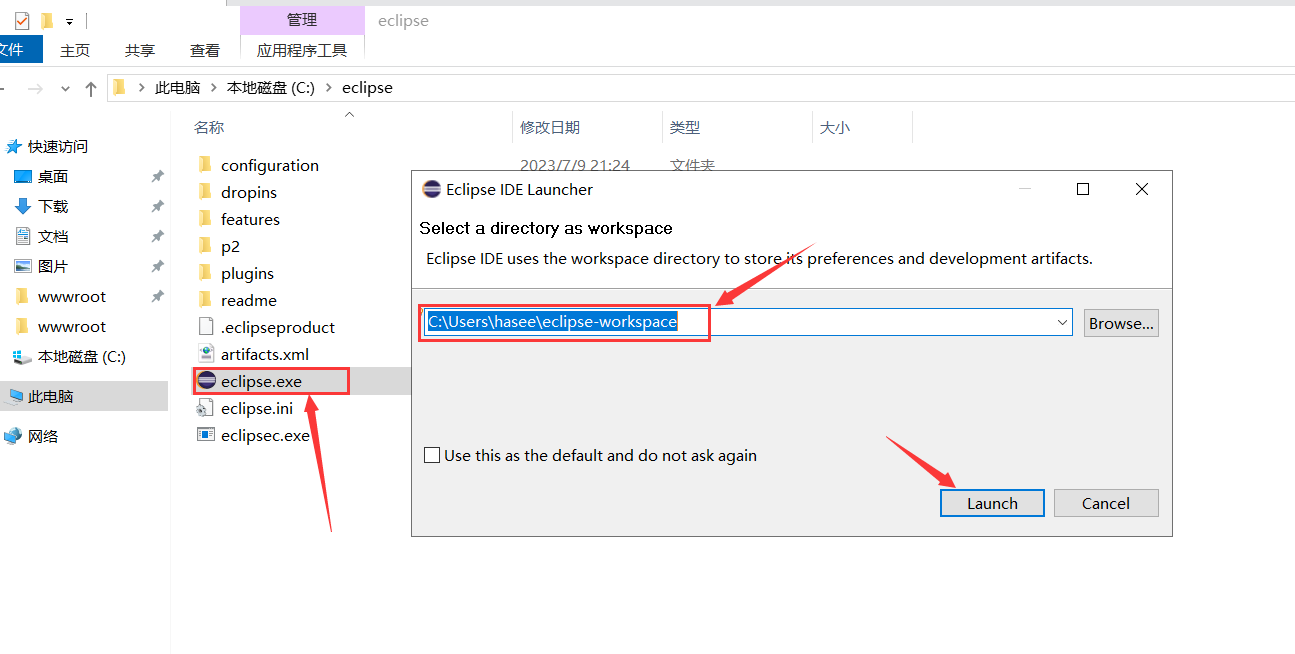 管理
eclipse
文件
主页
共享
查看
应用程序工具
此电脑
本地磁盘 (C:)
eclipse
名称
修改日期
类型
大小
快速访问
桌面
下载
文档
图片
wwwroot
wwwroot
本地磁盘 (C:)
此电脑
网络
configuration
2023/7/9 21:24
文件夹
dropins
features
p2
plugins
readme
.eclipseproduct
artifacts.xml
eclipse.exe
eclipse.ini
eclipsec.exe
Eclipse IDE Launcher
Select a directory as workspace
Eclipse IDE uses the workspace directory to store its preferences and development artifacts.
C:\Users\hasee\eclipse-workspace
Browse...
Use this as the default and do not ask again
Launch
Cancel